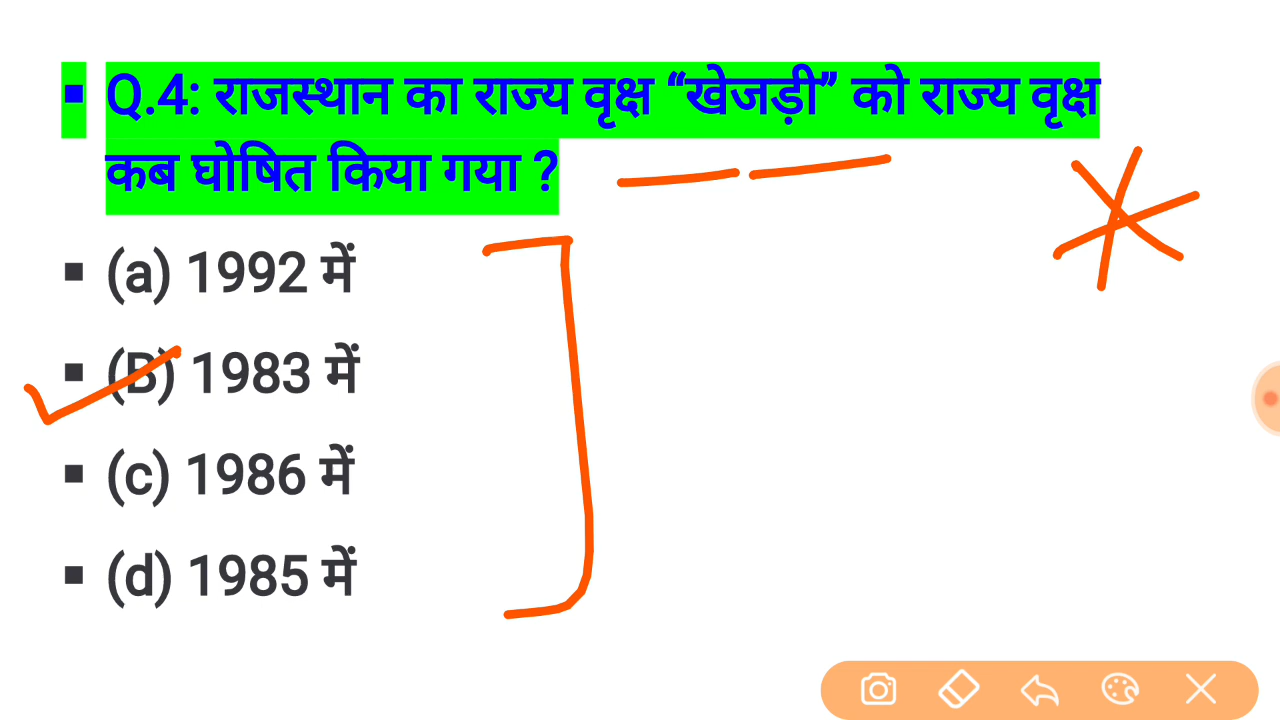 ▪ Q.4: राजस्थान का राज्य वृक्ष “खेजड़ी” को राज्य वृक्ष
कब घोषित किया गया ?
▪ (a) 1992 में
▪ (B) 1983 में
▪ (c) 1986 में
▪ (d) 1985 में